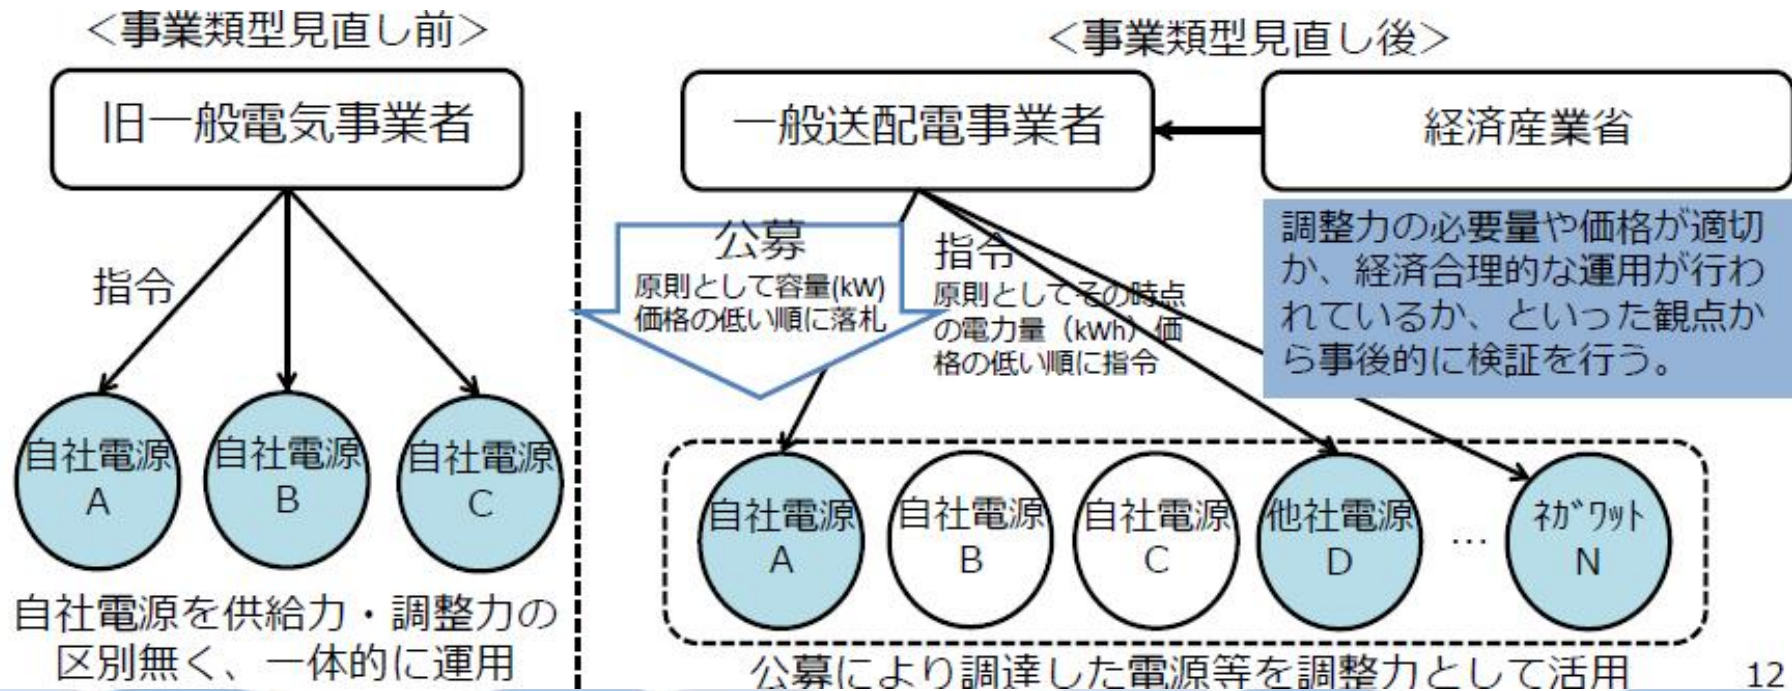 ＜事業類型見直し前＞
旧一般電気事業者
指令
自社電源
A
自社電源
B
自社電源
C
自社電源を供給力・調整力の
区別無く、一体的に運用
＜事業類型見直し後＞
一般送配電事業者
経済産業省
公募
原則として容量(kW)
価格の低い順に落札
指令
原則としてその時点
の電力量（kWh）価
格の低い順に指令
調整力の必要量や価格が適切
か、経済合理的な運用が行わ
れているか、といった観点か
ら事後的に検証を行う。
自社電源
A
自社電源
B
自社電源
C
他社電源
D
…
ﾈｶﾞﾜｯﾄ
N
公募により調達した電源等を調整力として活用
12